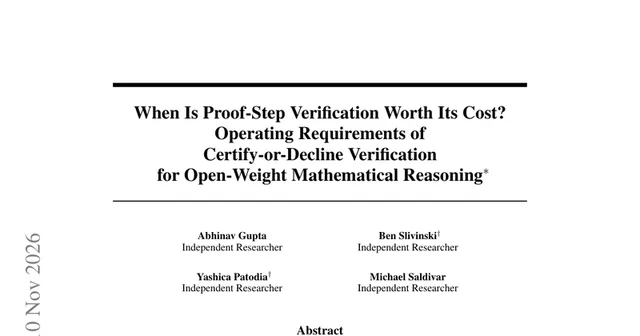 When Is Proof-Step Verification Worth Its Cost?
Operating Requirements of
Certify-or-Decline Verification
for Open-Weight Mathematical Reasoning*
Abhinav Gupta
Independent Researcher
Ben Slivinski†
Independent Researcher
Yashica Patodia†
Independent Researcher
Michael Saldivar
Independent Researcher
Abstract
10 Nov 2026